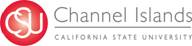 CSU Channel Islands
CALIFORNIA STATE UNIVERSITY